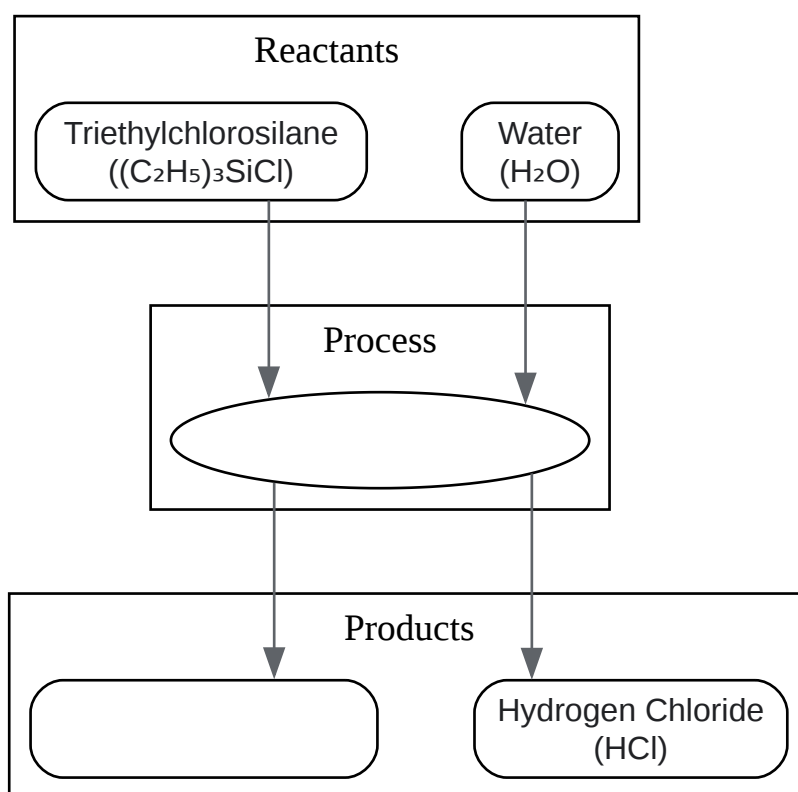 Reactants
Triethylchlorosilane
((C₂H₅)₃SiCl)
Water
(H₂O)
Process
Products
Hydrogen Chloride
(HCl)